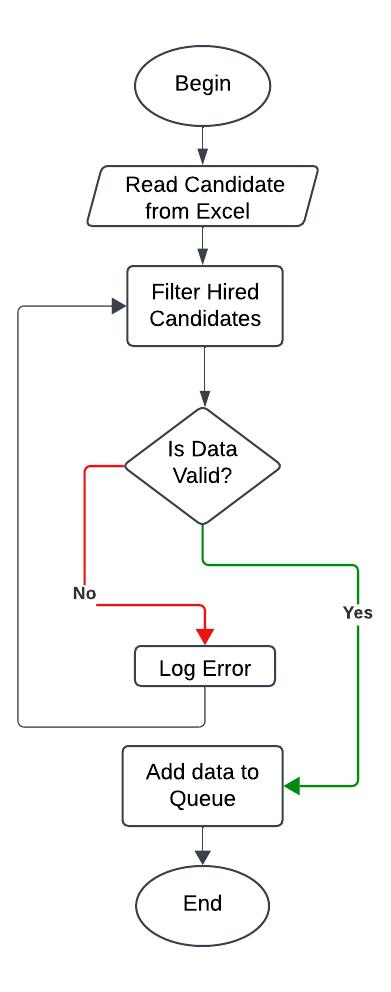 Begin
Read Candidate
from Excel
Filter Hired
Candidates
Is Data
Valid?
No
Yes
Log Error
Add data to
Queue
End